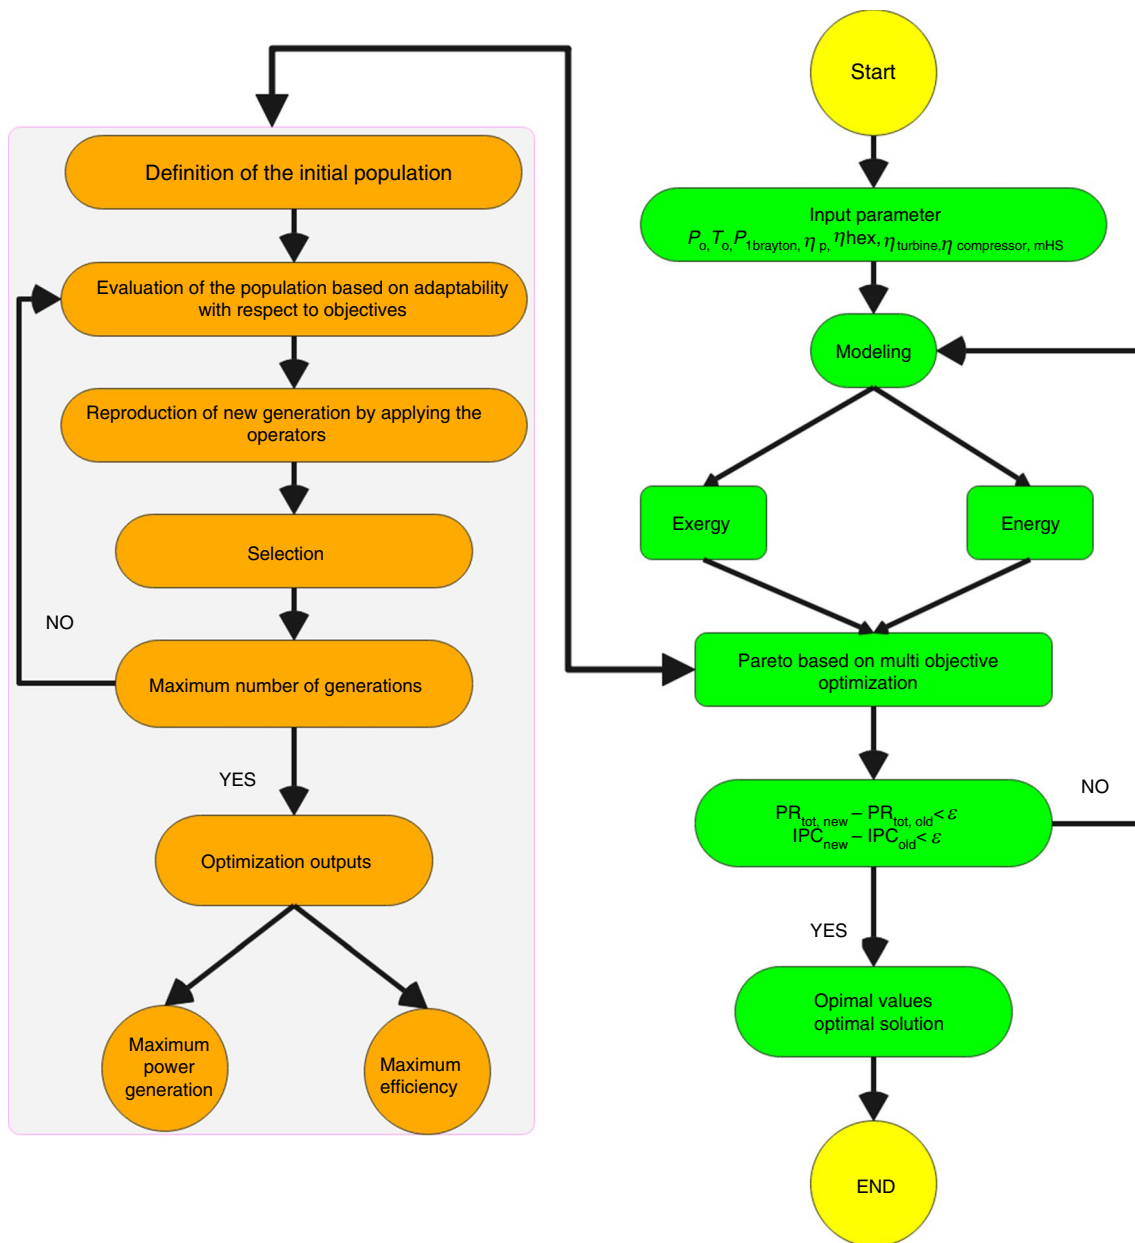 Start
Input parameter
Po, To, P1brayton, ηp, ηhex, ηturbine, ηcompressor, mHS
Modeling
Exergy
Energy
Pareto based on multi objective
optimization
PRtot, new – PRtot, old< ε
IPCnew – IPCold< ε
NO
YES
Opimal values
optimal solution
END
Definition of the initial population
Evaluation of the population based on adaptability
with respect to objectives
Reproduction of new generation by applying the
operators
Selection
NO
Maximum number of generations
YES
Optimization outputs
Maximum
power
generation
Maximum
efficiency